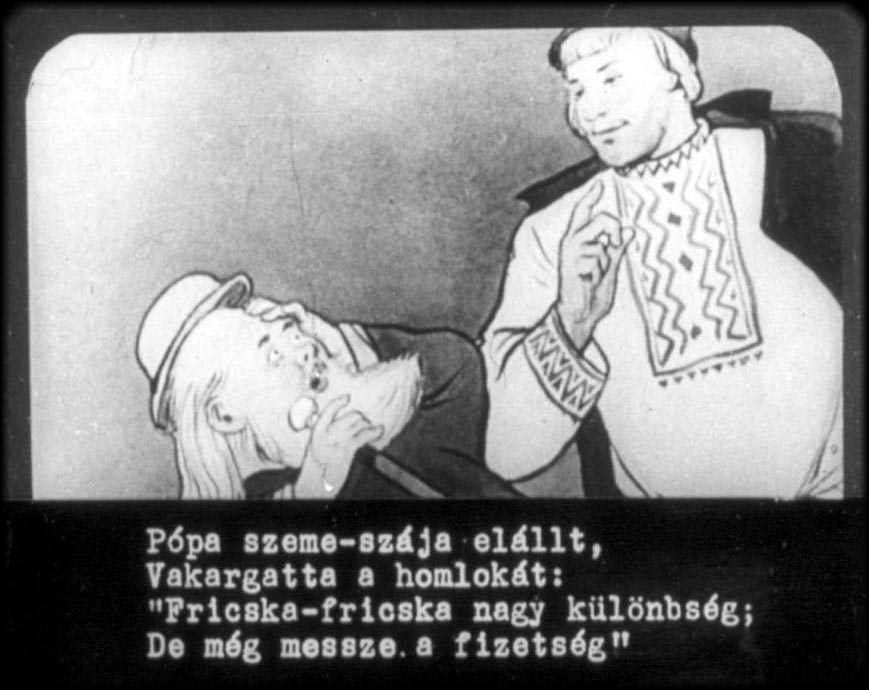 Pópa szeme-szája elállt,
Vakargatta a homlokát:
"Fricska-fricska nagy különbség;
De még messze a fizetség"